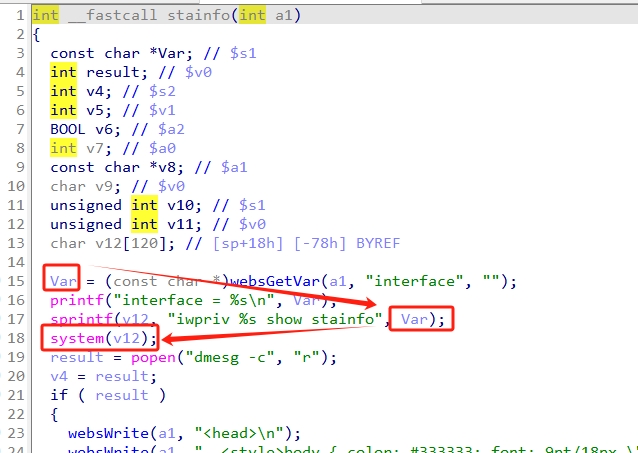 1 int __fastcall stainfo(int a1)
2 {
3 const char *Var; // $s1
4 int result; // $v0
5 int v4; // $s2
6 int v5; // $v1
7 BOOL v6; // $a2
8 int v7; // $a0
9 const char *v8; // $a1
10 char v9; // $v0
11 unsigned int v10; // $s1
12 unsigned int v11; // $v0
13 char v12[120]; // [sp+18h] [-78h] BYREF
14
15 Var = (const char *)websGetVar(a1, "interface", "");
16 printf("interface = %s\n", Var);
17 sprintf(v12, "iwpriv %s show stainfo", Var);
18 system(v12);
19 result = popen("dmesg -c", "r");
20 v4 = result;
21 if ( result )
22 {
23 websWrite(a1, "<head>\n");